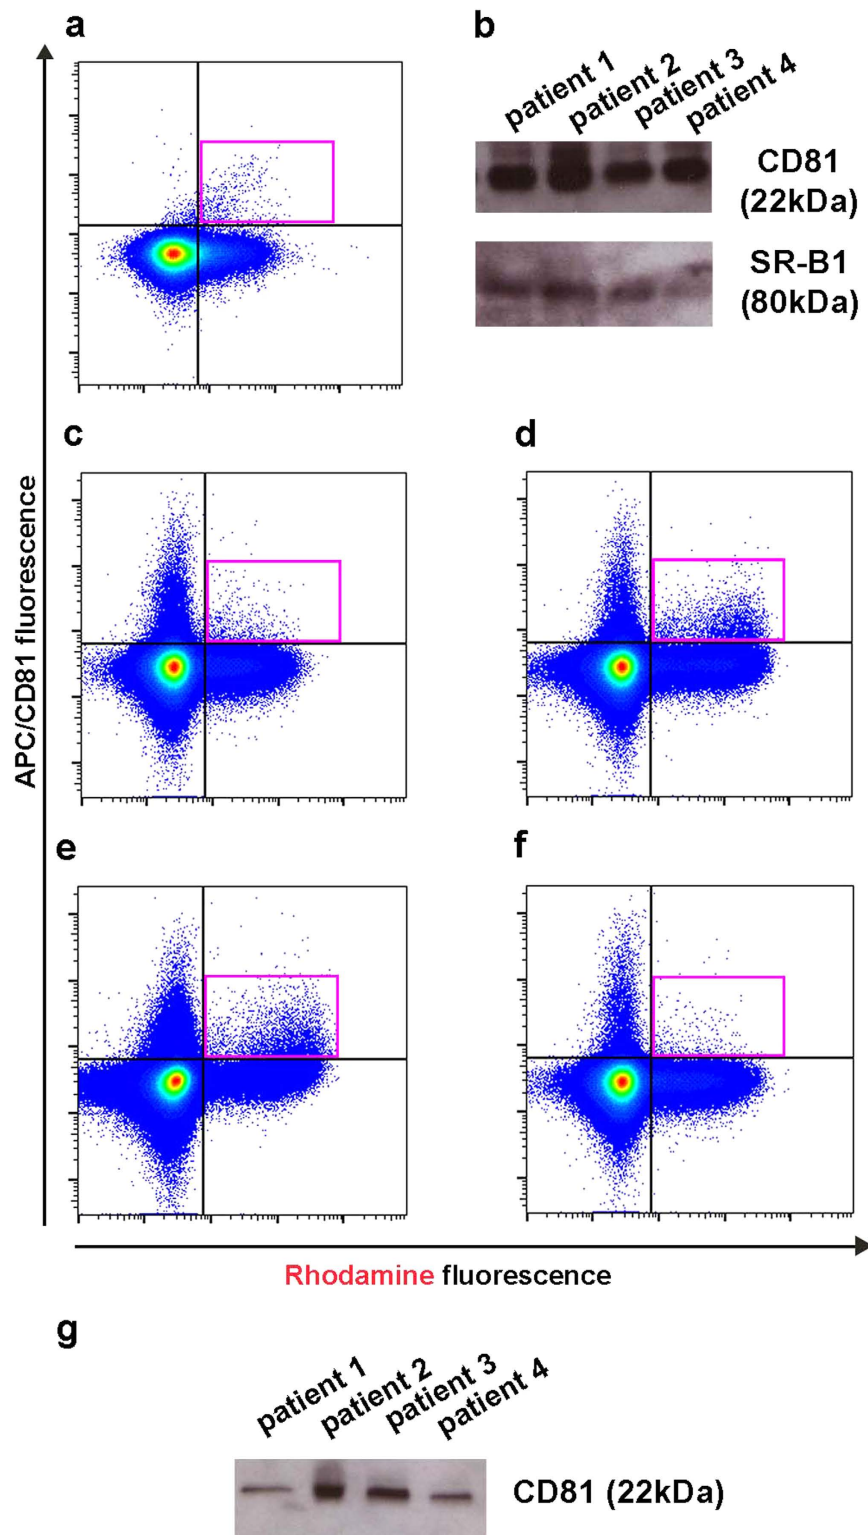 a
b
patient 1
patient 2
patient 3
patient 4
CD81
(22kDa)
SR-B1
(80kDa)
c
d
APC/CD81 fluorescence
e
f
Rhodamine fluorescence
g
patient 1
patient 2
patient 3
patient 4
CD81 (22kDa)